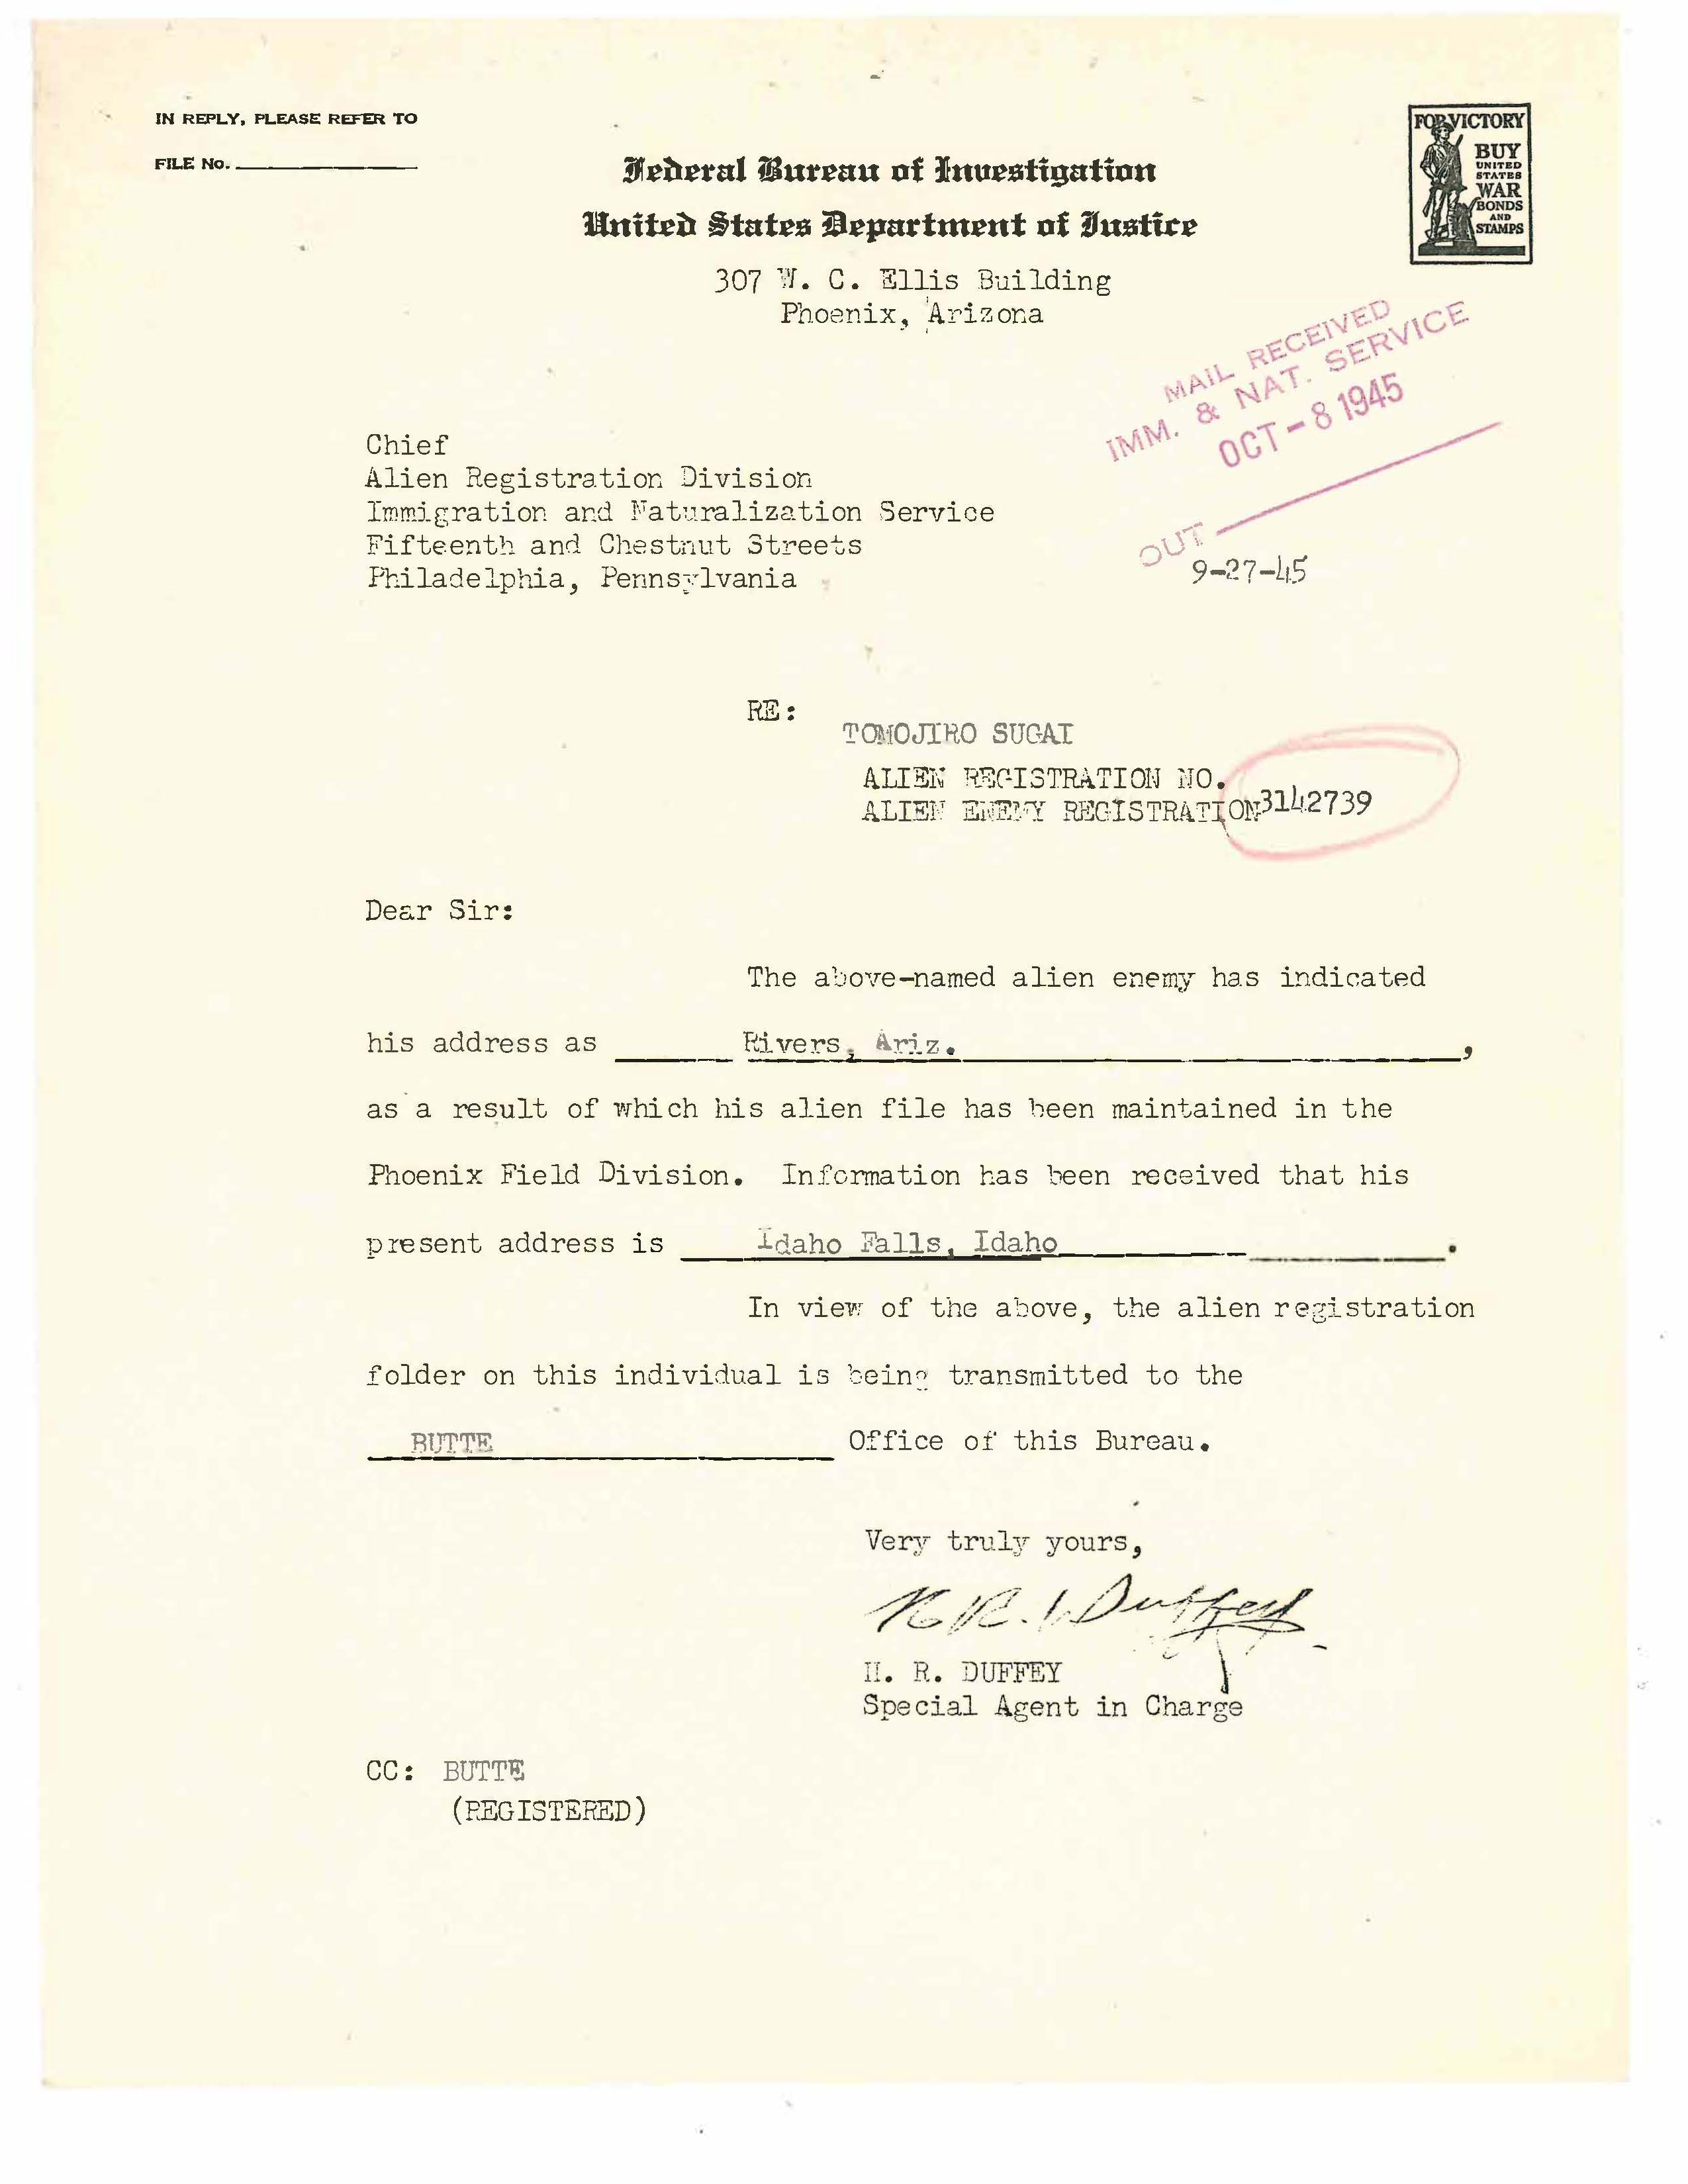 IN REPLY, PLEASE REFER TO
FILE No.
FOR VICTORY
BUY
UNITED
STATES
WAR
BONDS
AND
STAMPS
Federal Bureau of Investigation
United States Department of Justice
307 W. C. Ellis Building
Phoenix, Arizona
MAIL RECEIVED
IMM. & NAT. SERVICE
OCT - 8 1945
OUT
Chief
Alien Registration Division
Immigration and Naturalization Service
Fifteenth and Chestnut Streets
Philadelphia, Pennsylvania
9-27-45
RE:
TOMOJIRO SUGAI
ALIEN REGISTRATION NO.
ALIEN ENEMY REGISTRATION 3142739
Dear Sir:
The above-named alien enemy has indicated
his address as Rivers, Ariz. ,
as a result of which his alien file has been maintained in the
Phoenix Field Division. Information has been received that his
present address is Idaho Falls, Idaho .
In view of the above, the alien registration
folder on this individual is being transmitted to the
BUTTE Office of this Bureau.
Very truly yours,
H. R. Duffey
H. R. DUFFEY
Special Agent in Charge
CC: BUTTE
(REGISTERED)